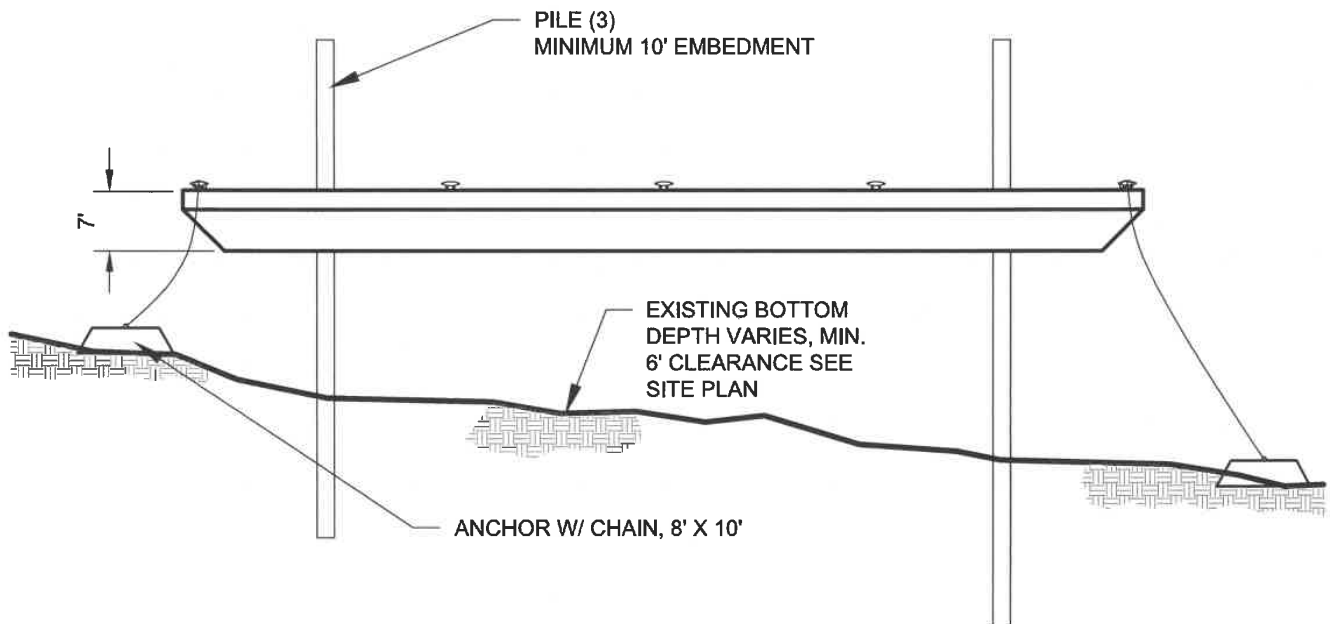 PILE (3)
MINIMUM 10' EMBEDMENT
7'
EXISTING BOTTOM
DEPTH VARIES, MIN.
6' CLEARANCE SEE
SITE PLAN
ANCHOR W/ CHAIN, 8' X 10'